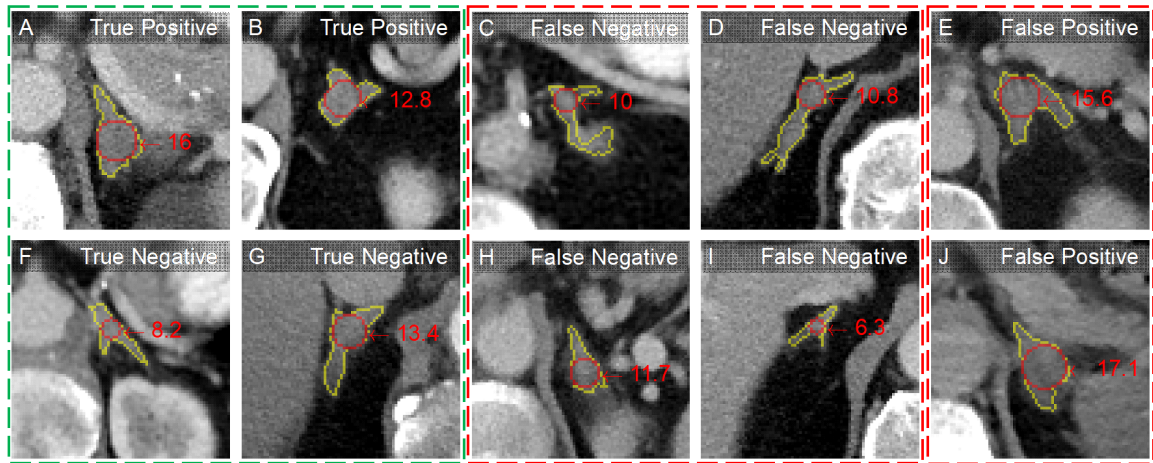 A True Positive
16
B True Positive
12.8
C False Negative
10
D False Negative
10.8
E False Positive
15.6
F True Negative
8.2
G True Negative
13.4
H False Negative
11.7
I False Negative
6.3
J False Positive
17.1